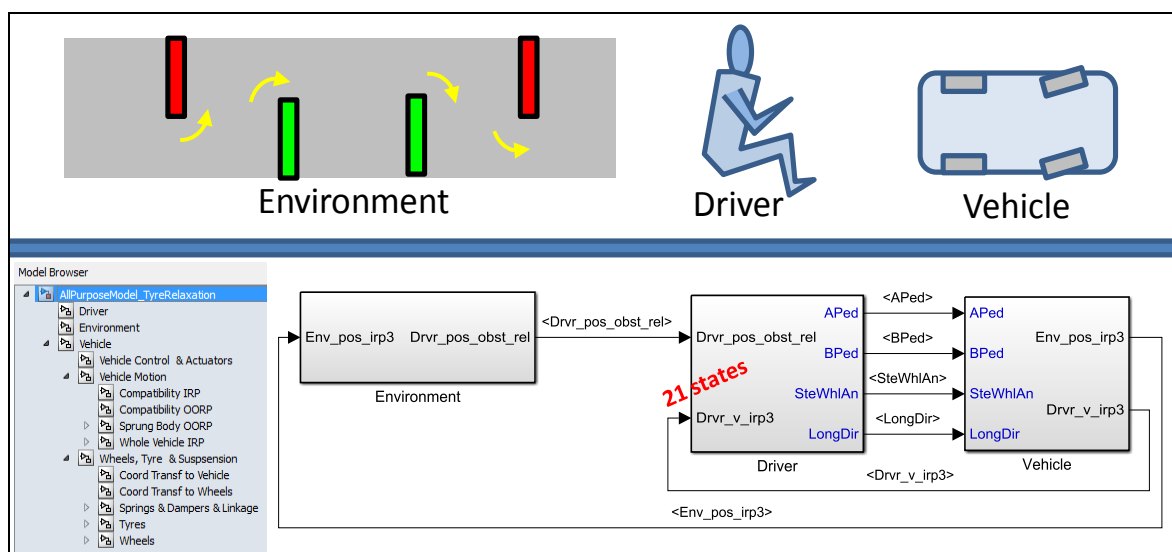 Environment
Driver
Vehicle
Model Browser
AllPurposeModel_TyreRelaxation
Driver
Environment
Vehicle
Vehicle Control & Actuators
Vehicle Motion
Compatibility IRP
Compatibility OORP
Sprung Body OORP
Whole Vehicle IRP
Wheels, Tyre & Suspsension
Coord Transf to Vehicle
Coord Transf to Wheels
Springs & Dampers & Linkage
Tyres
Wheels
Env_pos_irp3
Drvr_pos_obst_rel
Environment
<Drvr_pos_obst_rel>
Drvr_pos_obst_rel
21 states
Drvr_v_irp3
APed
BPed
SteWhlAn
LongDir
Driver
<APed>
<BPed>
<SteWhlAn>
<LongDir>
APed
BPed
SteWhlAn
LongDir
Env_pos_irp3
Drvr_v_irp3
Vehicle
<Drvr_v_irp3>
<Env_pos_irp3>